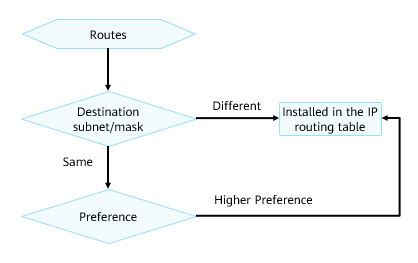 Routes
Destination
subnet/mask
Different
Installed in the IP
routing table
Same
Preference
Higher Preference